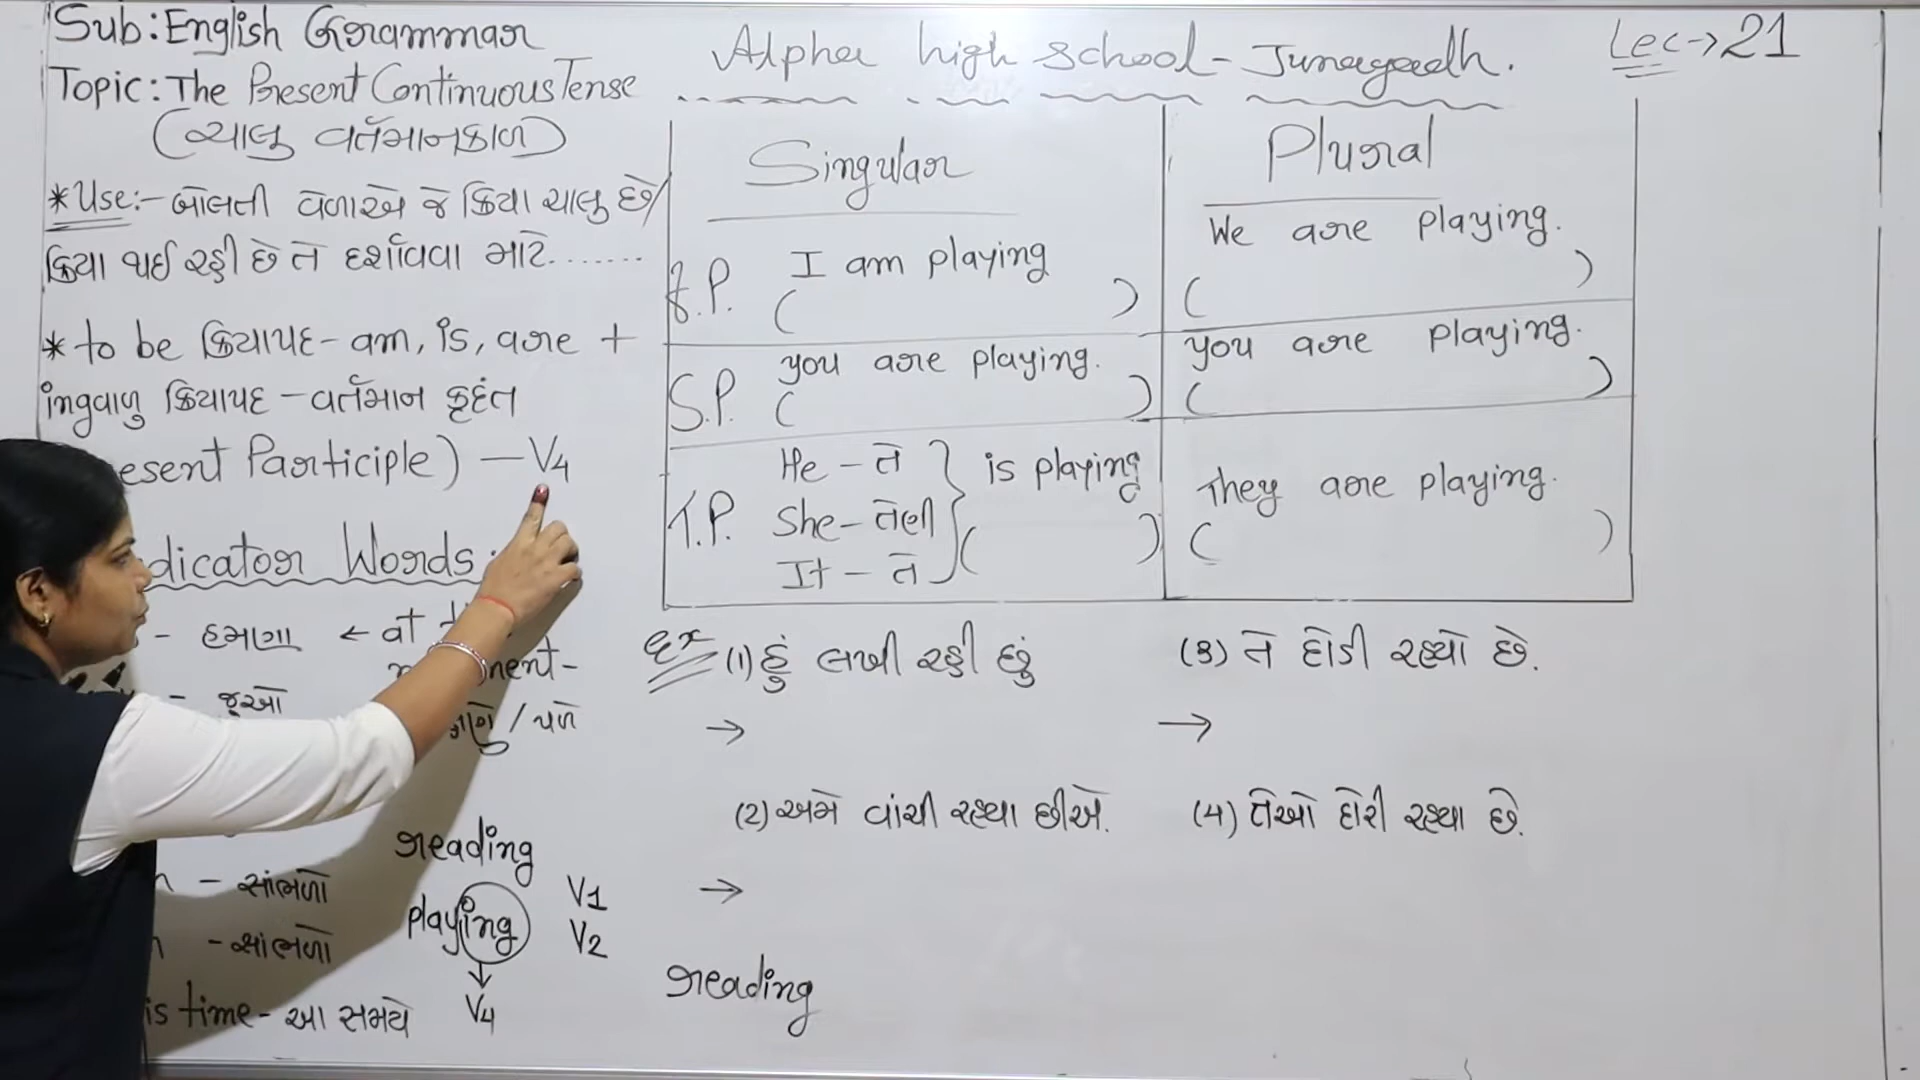 Sub:English Grammar
Topic:The Present Continuous Tense
(ચાલુ વર્તમાનકાળ)
*Use:- બોલતી વેળાએ જે ક્રિયા ચાલુ છે/
ક્રિયા થઈ રહી છે તે દર્શાવવા માટે.......
*to be ક્રિયાપદ - am, is, are +
ingવાળુ ક્રિયાપદ - વર્તમાન કૃદંત
esent Participle) - V4
dicator Words:
- હમણા ← at
ment-
- જૂઓ
/ પળે
- સાંભળો
- સાંભળો
is time - આ સમયે
reading
playing
V4
V1
V2
Alpha high school - Junagadh.
Lec→21
Singular
Plural
F.P. I am playing
( )
We are playing.
( )
S.P. you are playing.
( )
you are playing.
( )
T.P. He - તે
She - તેણી
It - તે
} is playing
( )
They are playing.
( )
Ex (1) હું લખી રહી છું
→
(2) અમે વાંચી રહ્યા છીએ.
→
(3) તે દોડી રહ્યો છે.
→
(4) તેઓ દોરી રહ્યા છે.
reading